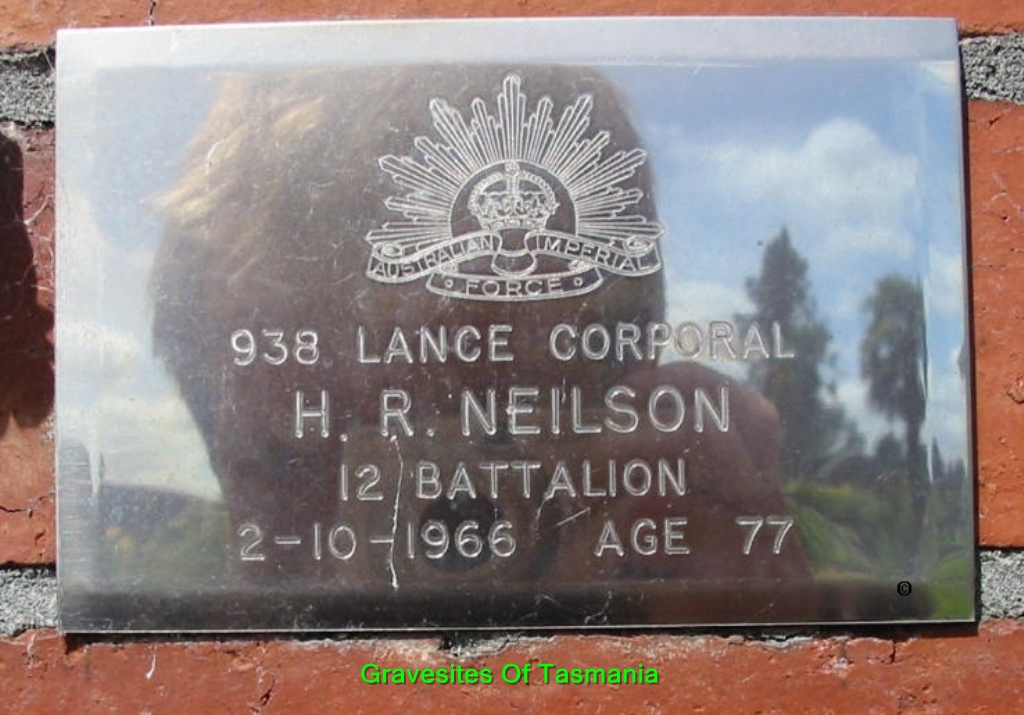 AUSTRALIAN IMPERIAL
• FORCE •
938 LANCE CORPORAL
H. R. NEILSON
12 BATTALION
2-10-1966 AGE 77
©
Gravesites Of Tasmania